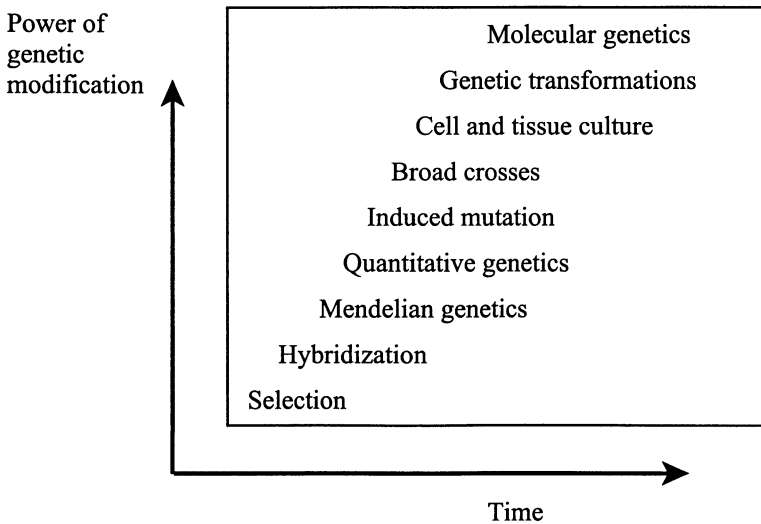 Power of
genetic
modification
Molecular genetics
Genetic transformations
Cell and tissue culture
Broad crosses
Induced mutation
Quantitative genetics
Mendelian genetics
Hybridization
Selection
Time